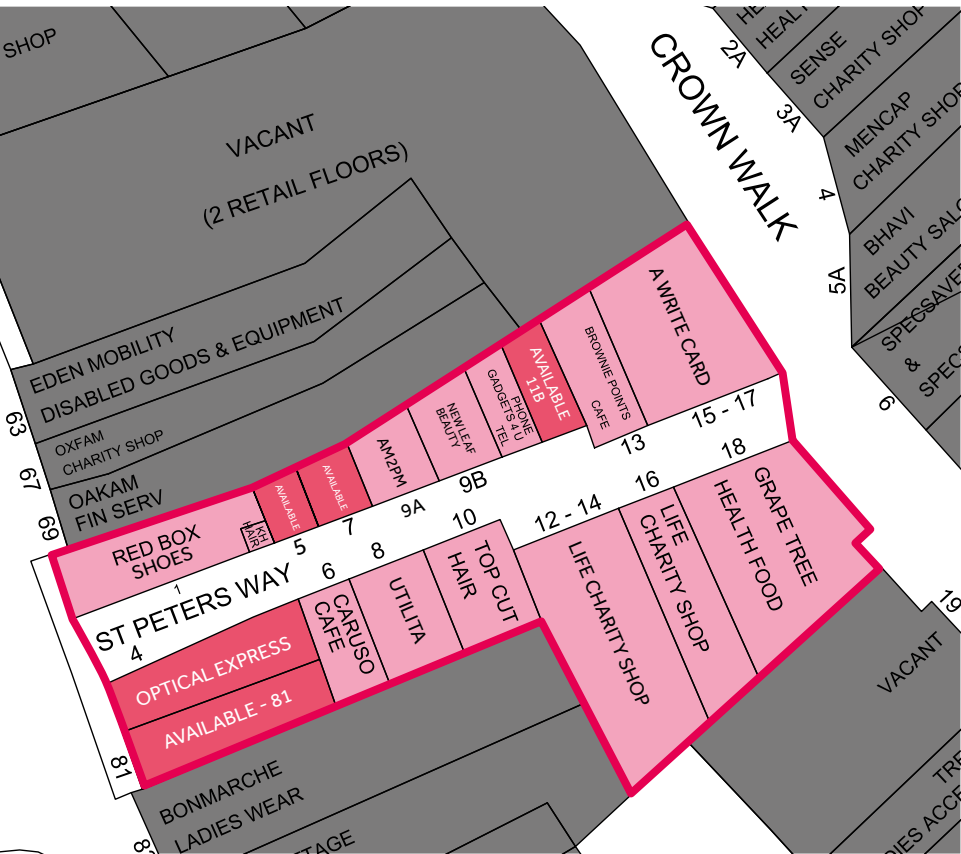 SHOP
VACANT
(2 RETAIL FLOORS)
CROWN WALK
2A
SENSE
CHARITY SHOP
3A
MENCAP
CHARITY SHOP
4
BHAVI
BEAUTY
5A
&
6
EDEN MOBILITY
DISABLED GOODS & EQUIPMENT
OXFAM
CHARITY SHOP
OAKAM
FIN SERV
63
67
69
RED BOX
SHOES
1
HAIR
AVAILABLE
5
AVAILABLE
7
AM2PM
9A
NEW LEAF
BEAUTY
9B
PHONE
GADGETS 4 U
TEL
AVAILABLE
11B
BROWNIE POINTS
CAFE
13
A WRITE CARD
15 - 17
ST PETERS WAY
4
OPTICAL EXPRESS
AVAILABLE - 81
81
6
CARUSO
CAFE
8
UTILITA
10
TOP CUT
HAIR
12 - 14
LIFE CHARITY SHOP
16
LIFE
CHARITY SHOP
18
GRAPE TREE
HEALTH FOOD
19
VACANT
BONMARCHE
LADIES WEAR